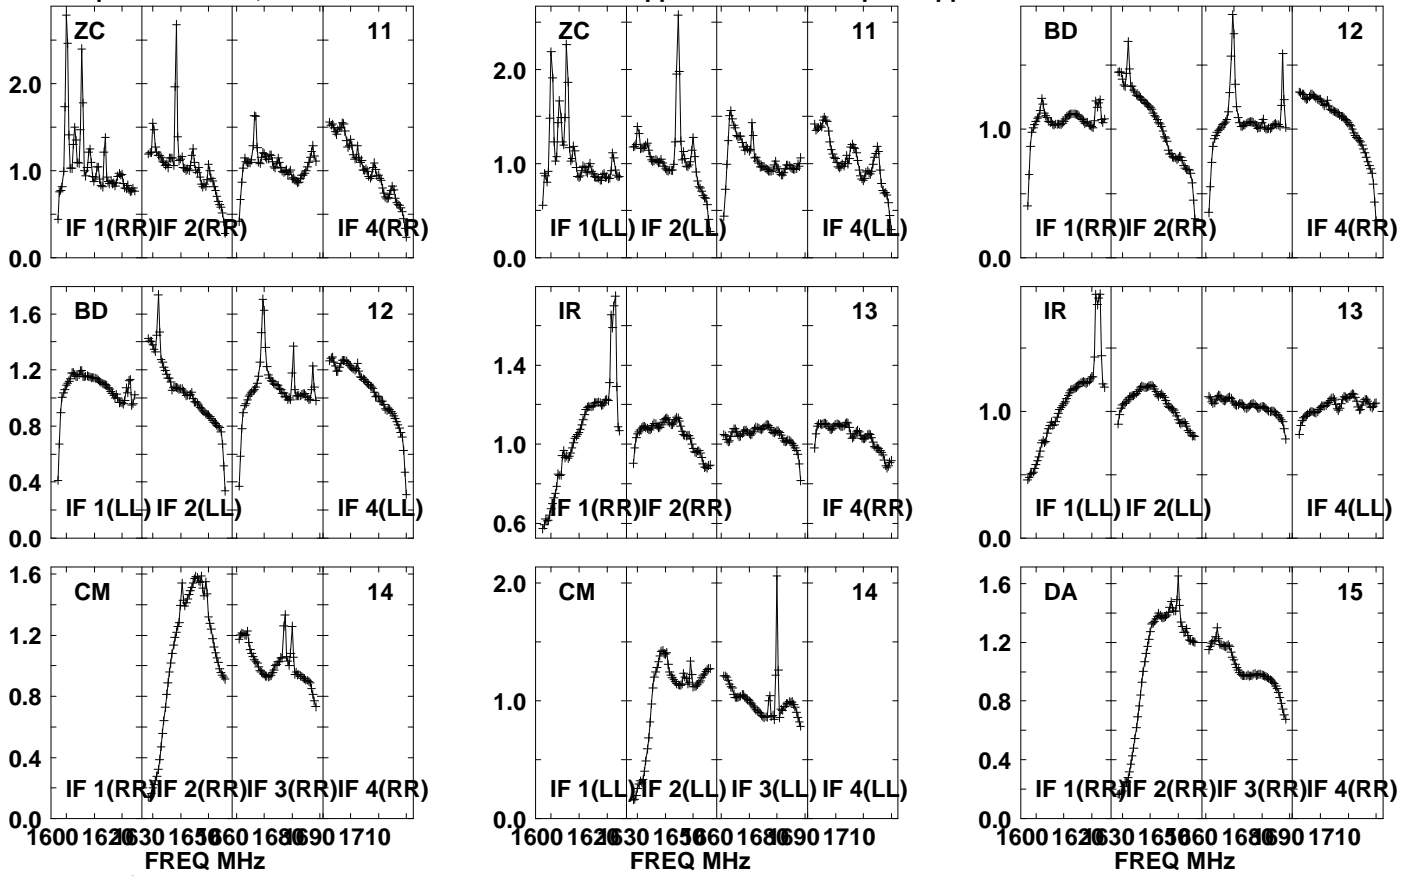 ZC 11 ZC 11 BD 12
2.0 2.0
1.0 1.0 1.0
0.0 0.0 0.0
IF 1(RR) IF 2(RR) IF 4(RR) IF 1(LL) IF 2(LL) IF 4(LL) IF 1(RR) IF 2(RR) IF 4(RR)
BD 12 IR 13 IR 13
1.6
1.2
0.8
0.4
0.0
1.4
1.0
0.6
1.0
0.0
IF 1(LL) IF 2(LL) IF 4(LL) IF 1(RR) IF 2(RR) IF 4(RR) IF 1(LL) IF 2(LL) IF 4(LL)
CM 14 CM 14 DA 15
1.6
1.2
0.8
0.4
0.0
2.0
1.0
0.0
1.6
1.2
0.8
0.4
0.0
IF 1(RR) IF 2(RR) IF 3(RR) IF 4(RR) IF 1(LL) IF 2(LL) IF 3(LL) IF 4(LL) IF 1(RR) IF 2(RR) IF 3(RR) IF 4(RR)
1600 1620 1630 1650 1660 1680 1690 1710 1600 1620 1630 1650 1660 1680 1690 1710 1600 1620 1630 1650 1660 1680 1690 1710
FREQ MHz FREQ MHz FREQ MHz